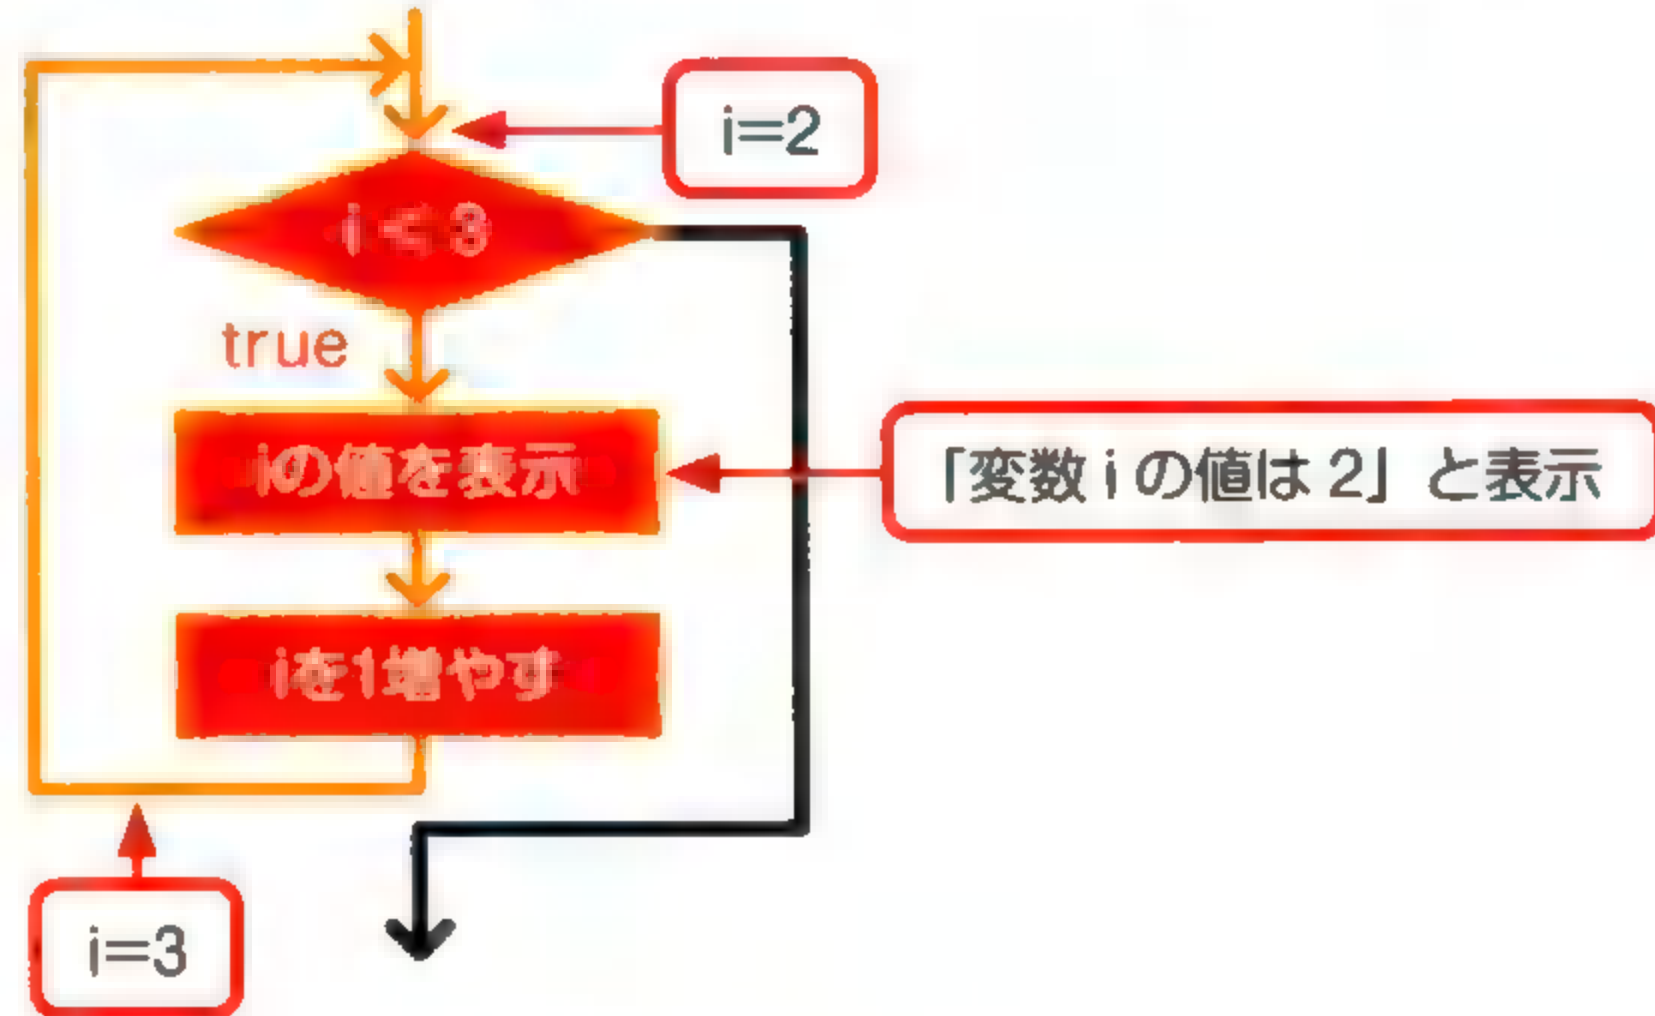 i=2
i ≤ 3
true
iの値を表示
「変数 i の値は 2」と表示
iを1増やす
i=3